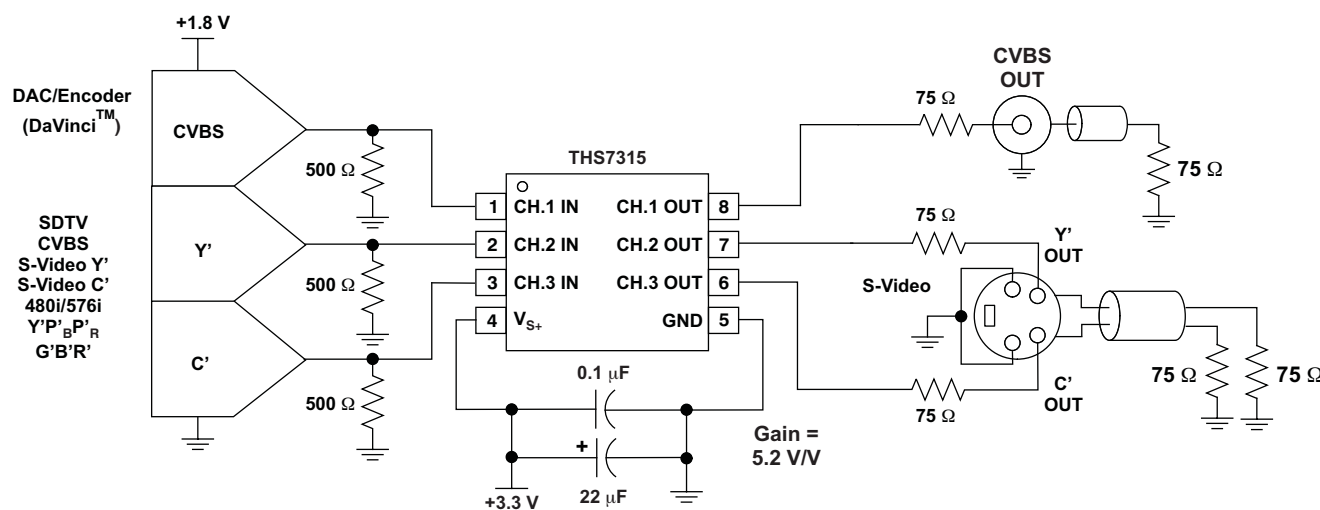 +1.8 V
DAC/Encoder
(DaVinci™)
CVBS
Y'
C'
SDTV
CVBS
S-Video Y'
S-Video C'
480i/576i
Y'P'BP'R
G'B'R'
500 Ω
500 Ω
500 Ω
THS7315
1 CH.1 IN CH.1 OUT 8
2 CH.2 IN CH.2 OUT 7
3 CH.3 IN CH.3 OUT 6
4 VS+ GND 5
0.1 μF
+
22 μF
+3.3 V
Gain =
5.2 V/V
CVBS
OUT
75 Ω
75 Ω
75 Ω
Y'
OUT
S-Video
75 Ω
C'
OUT
75 Ω
75 Ω